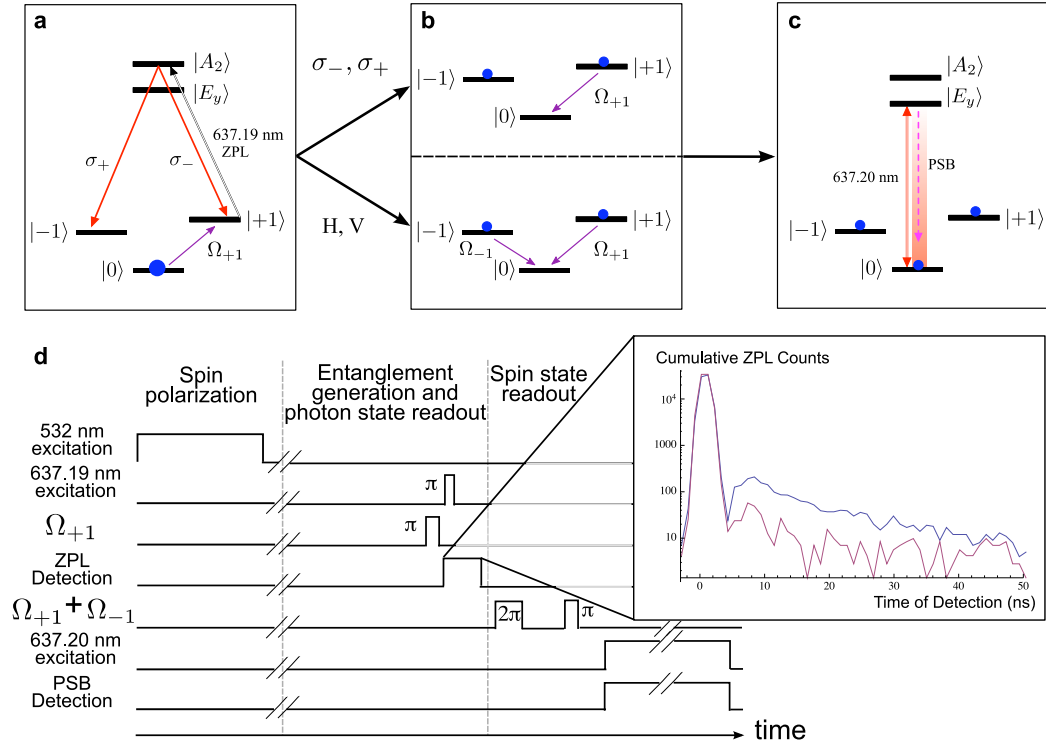 a
|A₂⟩
|E_y⟩
637.19 nm
ZPL
σ₊
σ₋
|−1⟩
|+1⟩
|0⟩
Ω₊₁
σ₋, σ₊
H, V
b
|−1⟩
|+1⟩
|0⟩
Ω₊₁
|−1⟩
|+1⟩
Ω₋₁
Ω₊₁
|0⟩
c
|A₂⟩
|E_y⟩
637.20 nm
PSB
|−1⟩
|+1⟩
|0⟩
d
Spin
polarization
Entanglement
generation and
photon state readout
Spin state
readout
532 nm
excitation
637.19 nm
excitation
π
Ω₊₁
π
ZPL
Detection
Ω₊₁ + Ω₋₁
2π
π
637.20 nm
excitation
PSB
Detection
time
Cumulative ZPL Counts
10⁴
1000
100
10
0
10
20
30
40
50
Time of Detection (ns)